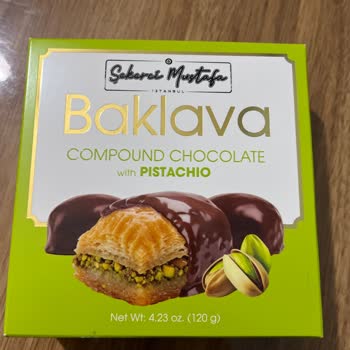 Şekerci Mustafa
ISTANBUL
Baklava
COMPOUND CHOCOLATE
with PISTACHIO
Net Wt: 4.23 oz. (120 g)